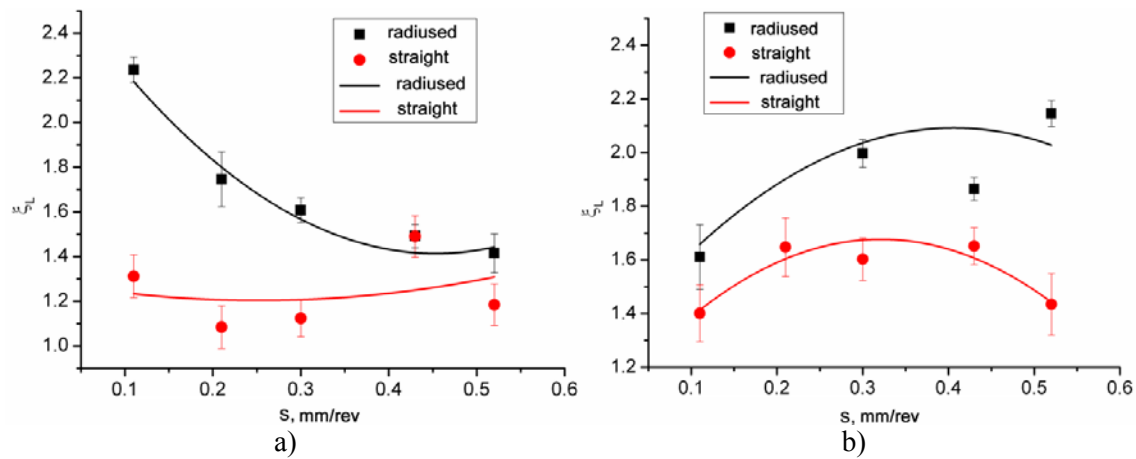 2.4
2.2
2.0
1.8
1.6
1.4
1.2
1.0
ξL
0.1 0.2 0.3 0.4 0.5 0.6
s, mm/rev
radiused
straight
radiused
straight
a)
2.4
2.2
2.0
1.8
1.6
1.4
1.2
ξL
0.1 0.2 0.3 0.4 0.5 0.6
s, mm/rev
radiused
straight
radiused
straight
b)